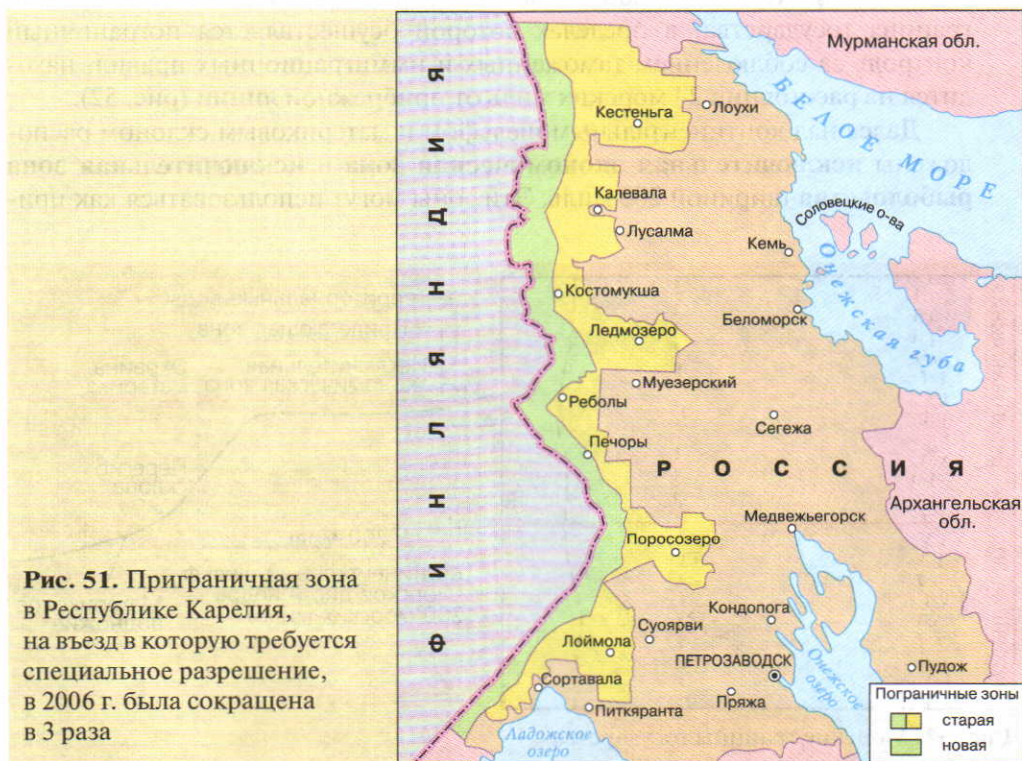 Мурманская обл.
БЕЛОЕ МОРЕ
Лоухи
Кестеньга
Калевала
Соловецкие о-ва
Лусалма
Кемь
Онежская губа
Костомукша
Беломорск
Ледмозеро
Муезерский
Реболы
Сегежа
Печоры
РОССИЯ
Архангельская
обл.
Медвежьегорск
Поросозеро
ФИНЛЯНДИЯ
Кондопога
Суоярви
Лоймола
ПЕТРОЗАВОДСК
Онежское
озеро
Пудож
Сортавала
Пряжа
Питкяранта
Ладожское
озеро
Пограничные зоны
старая
новая
Рис. 51. Приграничная зона
в Республике Карелия,
на въезд в которую требуется
специальное разрешение,
в 2006 г. была сокращена
в 3 раза